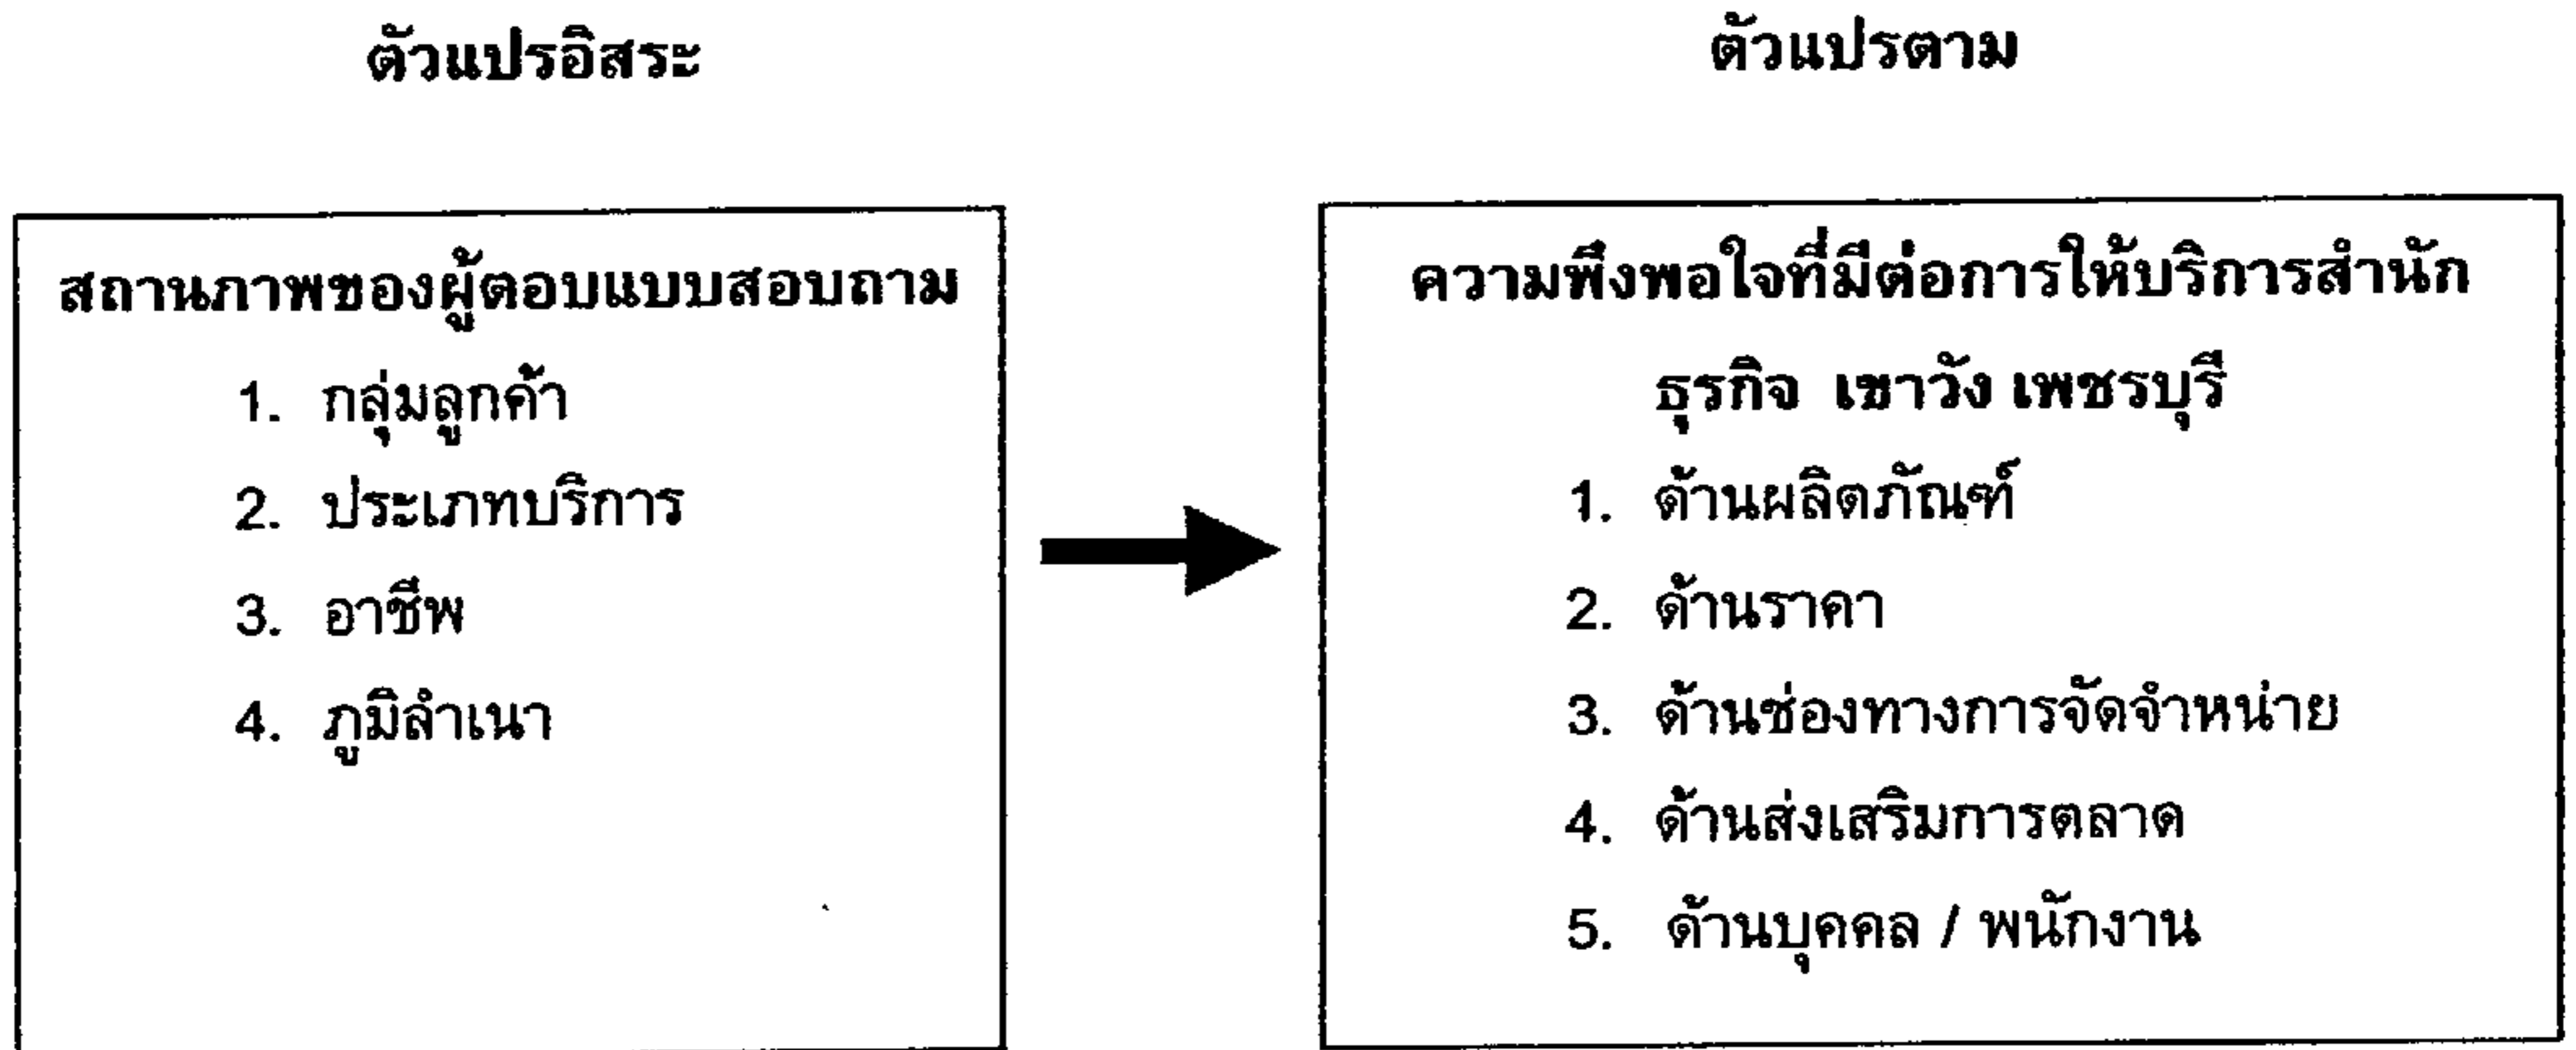 ตัวแปรอิสระ
ตัวแปรตาม
สถานภาพของผู้ตอบแบบสอบถาม
1. กลุ่มลูกค้า
2. ประเภทบริการ
3. อาชีพ
4. ภูมิลำเนา
ความพึงพอใจที่มีต่อการให้บริการสำนัก
ธุรกิจ เขาวัง เพชรบุรี
1. ด้านผลิตภัณฑ์
2. ด้านราคา
3. ด้านช่องทางการจัดจำหน่าย
4. ด้านส่งเสริมการตลาด
5. ด้านบุคคล / พนักงาน